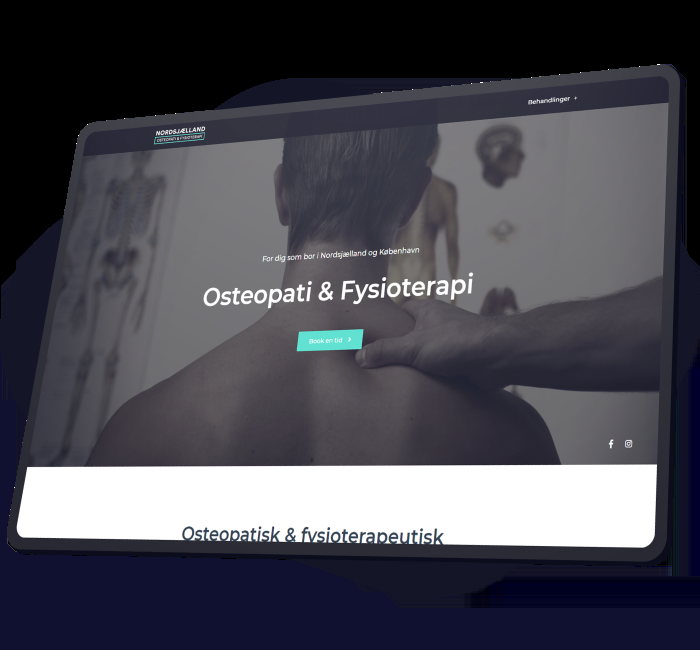 NORDSJÆLLAND
OSTEOPATI & FYSIOTERAPI
Behandlinger +
For dig som bor i Nordsjælland og København
Osteopati & Fysioterapi
Book en tid
Osteopatisk & fysioterapeutisk